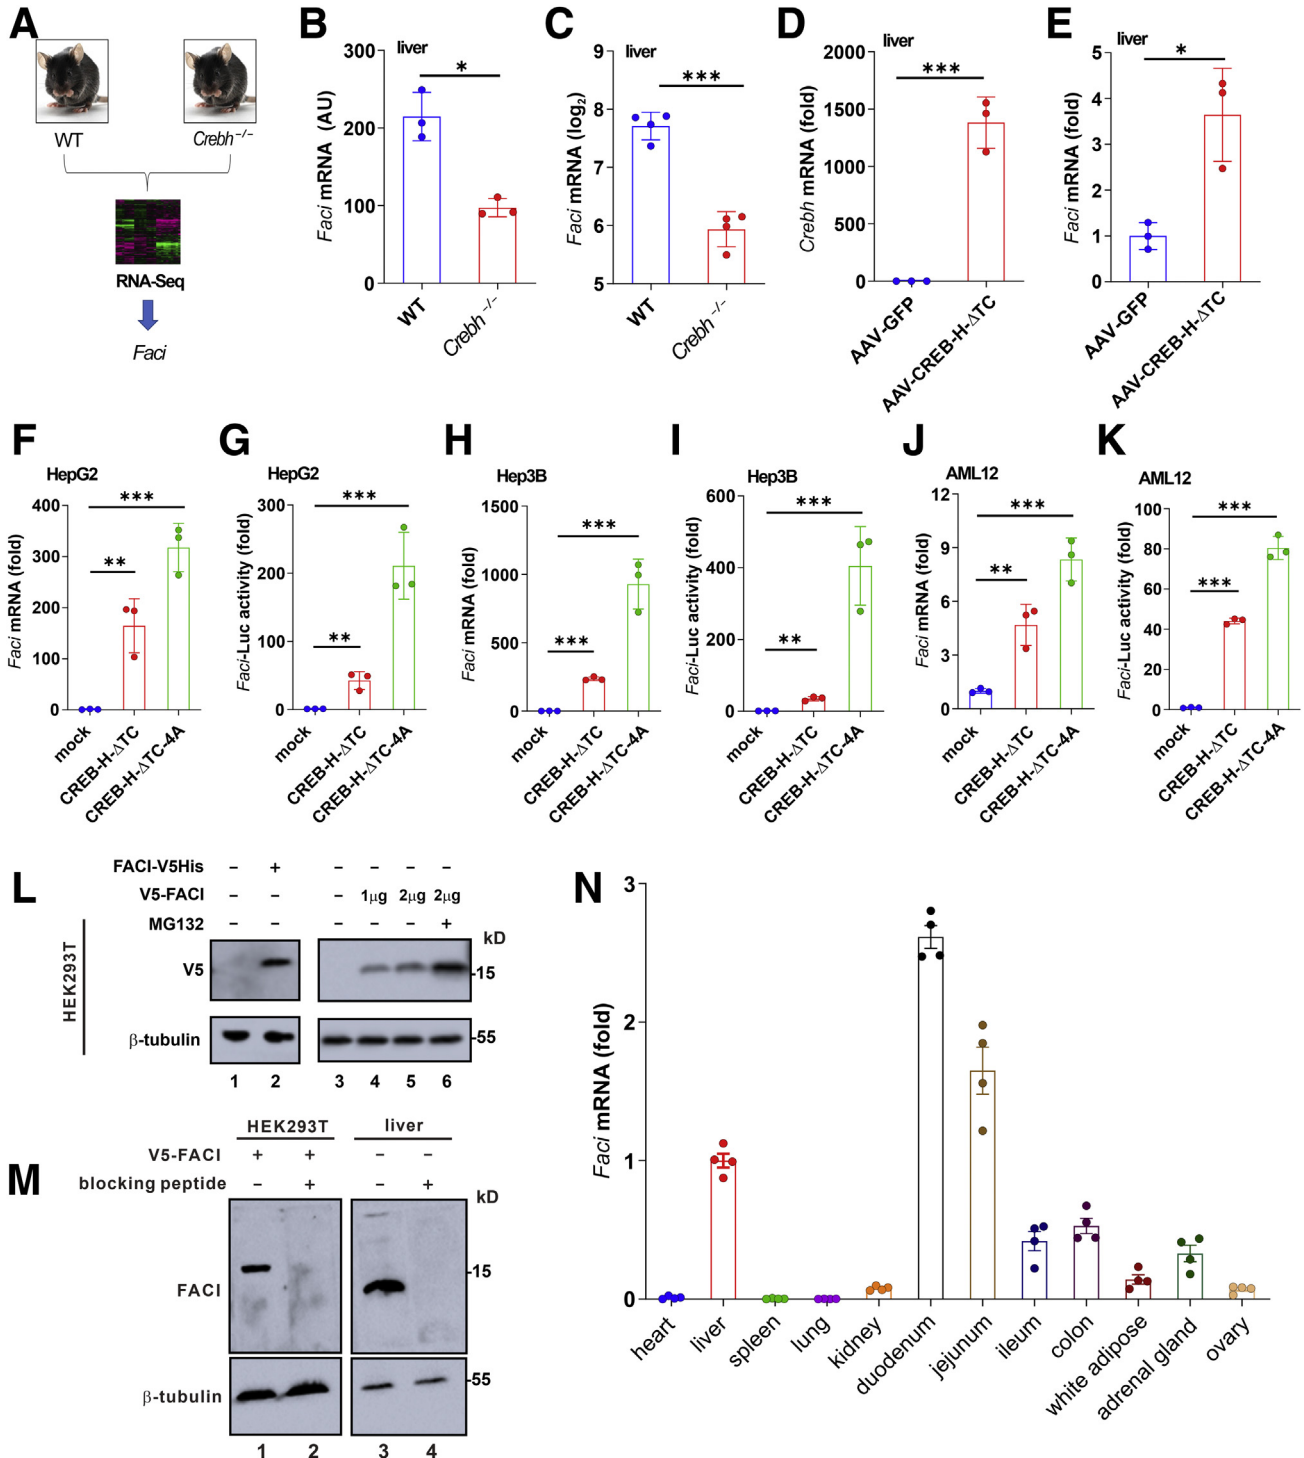 A
WT
Crebh−/−
RNA-Seq
Faci
B
liver
Faci mRNA (AU)
300
200
100
0
*
WT
Crebh −/−
C
liver
Faci mRNA (log2)
9
8
7
6
5
***
WT
Crebh −/−
D
liver
Crebh mRNA (fold)
2000
1500
1000
500
0
***
AAV-GFP
AAV-CREB-H-ΔTC
E
liver
Faci mRNA (fold)
5
4
3
2
1
0
*
AAV-GFP
AAV-CREB-H-ΔTC
F
HepG2
Faci mRNA (fold)
400
300
200
100
0
***
**
mock
CREB-H-ΔTC
CREB-H-ΔTC-4A
G
HepG2
Faci-Luc activity (fold)
300
200
100
0
***
**
mock
CREB-H-ΔTC
CREB-H-ΔTC-4A
H
Hep3B
Faci mRNA (fold)
1500
1000
500
0
***
***
mock
CREB-H-ΔTC
CREB-H-ΔTC-4A
I
Hep3B
Faci-Luc activity (fold)
600
400
200
0
***
**
mock
CREB-H-ΔTC
CREB-H-ΔTC-4A
J
AML12
Faci mRNA (fold)
12
9
6
3
0
***
**
mock
CREB-H-ΔTC
CREB-H-ΔTC-4A
K
AML12
Faci-Luc activity (fold)
100
80
60
40
20
0
***
***
mock
CREB-H-ΔTC
CREB-H-ΔTC-4A
L
FACI-V5His − + − − − −
V5-FACI − − − 1μg 2μg 2μg
MG132 − − − − − +
HEK293T
kD
V5
-15
β-tubulin
-55
1 2 3 4 5 6
M
HEK293T liver
V5-FACI + + − −
blocking peptide − + − +
kD
FACI
-15
β-tubulin
-55
1 2 3 4
N
Faci mRNA (fold)
3
2
1
0
heart
liver
spleen
lung
kidney
duodenum
jejunum
ileum
colon
white adipose
adrenal gland
ovary